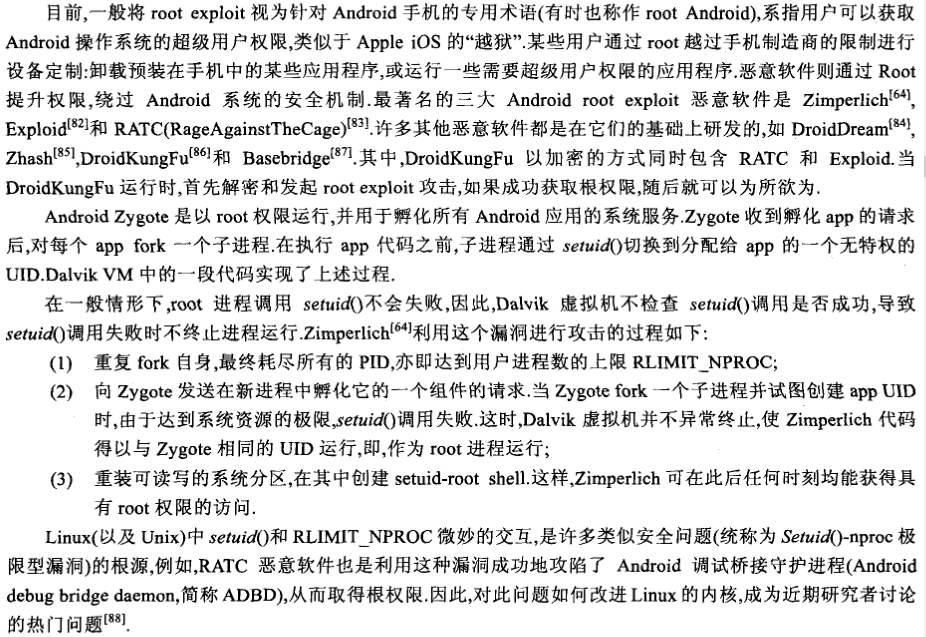 目前,一般将 root exploit 视为针对 Android 手机的专用术语(有时也称作 root Android),系指用户可以获取
Android 操作系统的超级用户权限,类似于 Apple iOS 的“越狱”.某些用户通过 root 越过手机制造商的限制进行
设备定制:卸载预装在手机中的某些应用程序,或运行一些需要超级用户权限的应用程序.恶意软件则通过 Root
提升权限,绕过 Android 系统的安全机制.最著名的三大 Android root exploit 恶意软件是 Zimperlich[64],
Exploid[82]和 RATC(RageAgainstTheCage)[83].许多其他恶意软件都是在它们的基础上研发的,如 DroidDream[84],
Zhash[85],DroidKungFu[86]和 Basebridge[87].其中,DroidKungFu 以加密的方式同时包含 RATC 和 Exploid.当
DroidKungFu 运行时,首先解密和发起 root exploit 攻击,如果成功获取根权限,随后就可以为所欲为.
Android Zygote 是以 root 权限运行,并用于孵化所有 Android 应用的系统服务.Zygote 收到孵化 app 的请求
后,对每个 app fork 一个子进程.在执行 app 代码之前,子进程通过 setuid()切换到分配给 app 的一个无特权的
UID.Dalvik VM 中的一段代码实现了上述过程.
在一般情形下,root 进程调用 setuid()不会失败,因此,Dalvik 虚拟机不检查 setuid()调用是否成功,导致
setuid()调用失败时不终止进程运行.Zimperlich[64]利用这个漏洞进行攻击的过程如下:
(1) 重复 fork 自身,最终耗尽所有的 PID,亦即达到用户进程数的上限 RLIMIT_NPROC;
(2) 向 Zygote 发送在新进程中孵化它的一个组件的请求.当 Zygote fork 一个子进程并试图创建 app UID
时,由于达到系统资源的极限,setuid()调用失败.这时,Dalvik 虚拟机并不异常终止,使 Zimperlich 代码
得以与 Zygote 相同的 UID 运行,即,作为 root 进程运行;
(3) 重装可读写的系统分区,在其中创建 setuid-root shell.这样,Zimperlich 可在此后任何时刻均能获得具
有 root 权限的访问.
Linux(以及 Unix)中 setuid()和 RLIMIT_NPROC 微妙的交互,是许多类似安全问题(统称为 Setuid()-nproc 极
限型漏洞)的根源,例如,RATC 恶意软件也是利用这种漏洞成功地攻陷了 Android 调试桥接守护进程(Android
debug bridge daemon,简称 ADBD),从而取得根权限.因此,对此问题如何改进 Linux 的内核,成为近期研究者讨论
的热门问题[88].